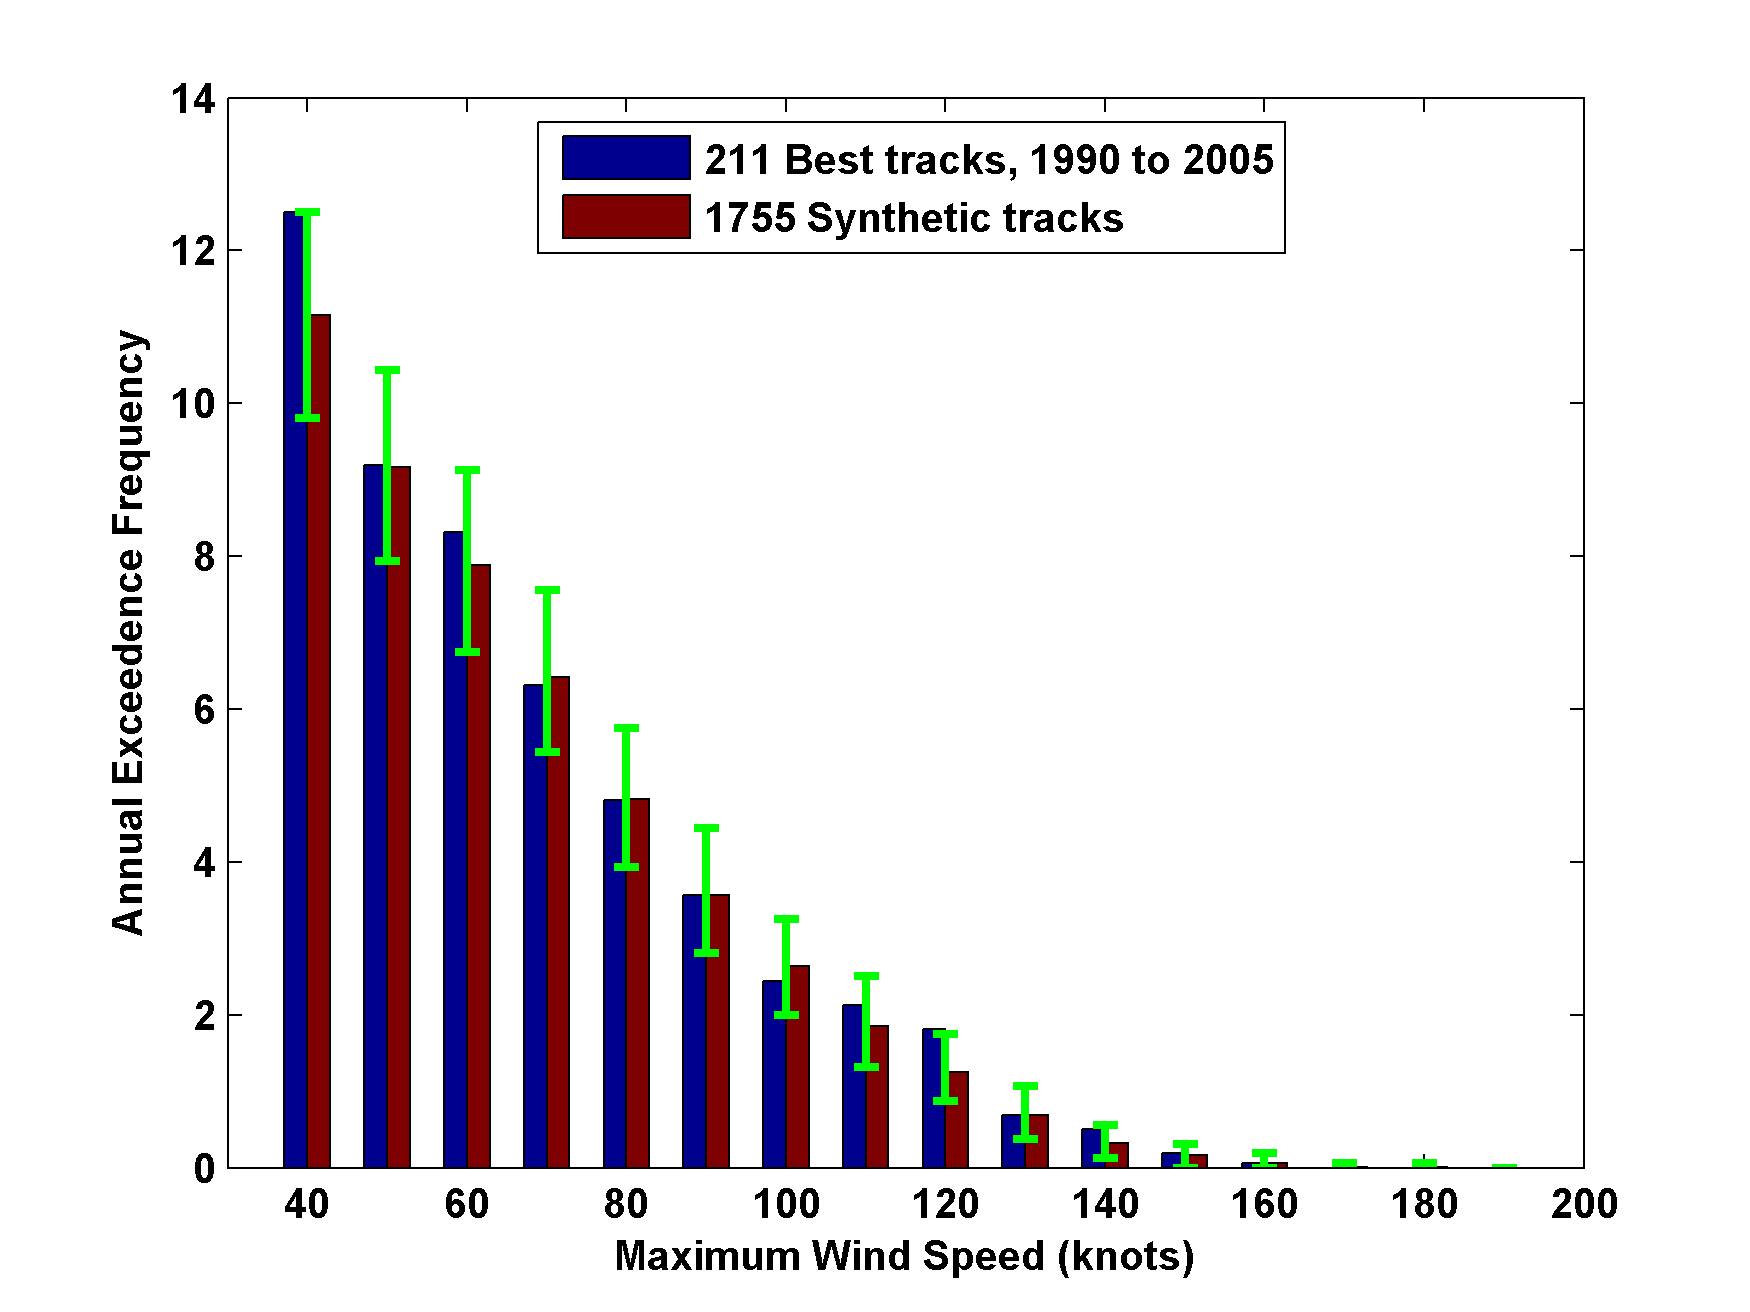 14
12
10
8
6
4
2
0
211 Best tracks, 1990 to 2005
1755 Synthetic tracks
Annual Exceedence Frequency
40 60 80 100 120 140 160 180 200
Maximum Wind Speed (knots)